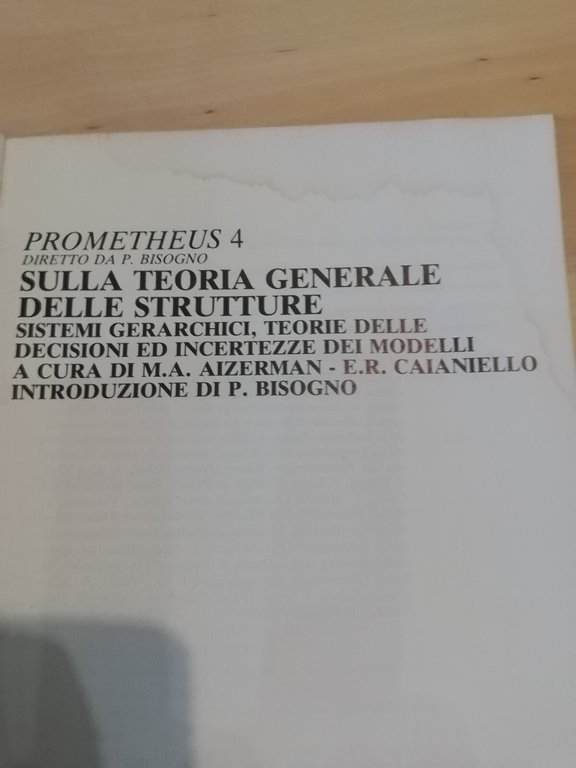 PROMETHEUS 4
DIRETTO DA P. BISOGNO
SULLA TEORIA GENERALE
DELLE STRUTTURE
SISTEMI GERARCHICI, TEORIE DELLE
DECISIONI ED INCERTEZZE DEI MODELLI
A CURA DI M.A. AIZERMAN - E.R. CAIANIELLO
INTRODUZIONE DI P. BISOGNO